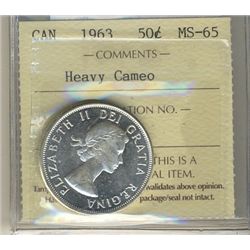 CAN 1963 50¢ MS-65
— COMMENTS —
Heavy Cameo
TION NO. —
ELIZABETH II DEI GRATIA REGINA
THIS IS A
AL ITEM.
validates above opinion.
package/seal not intact.